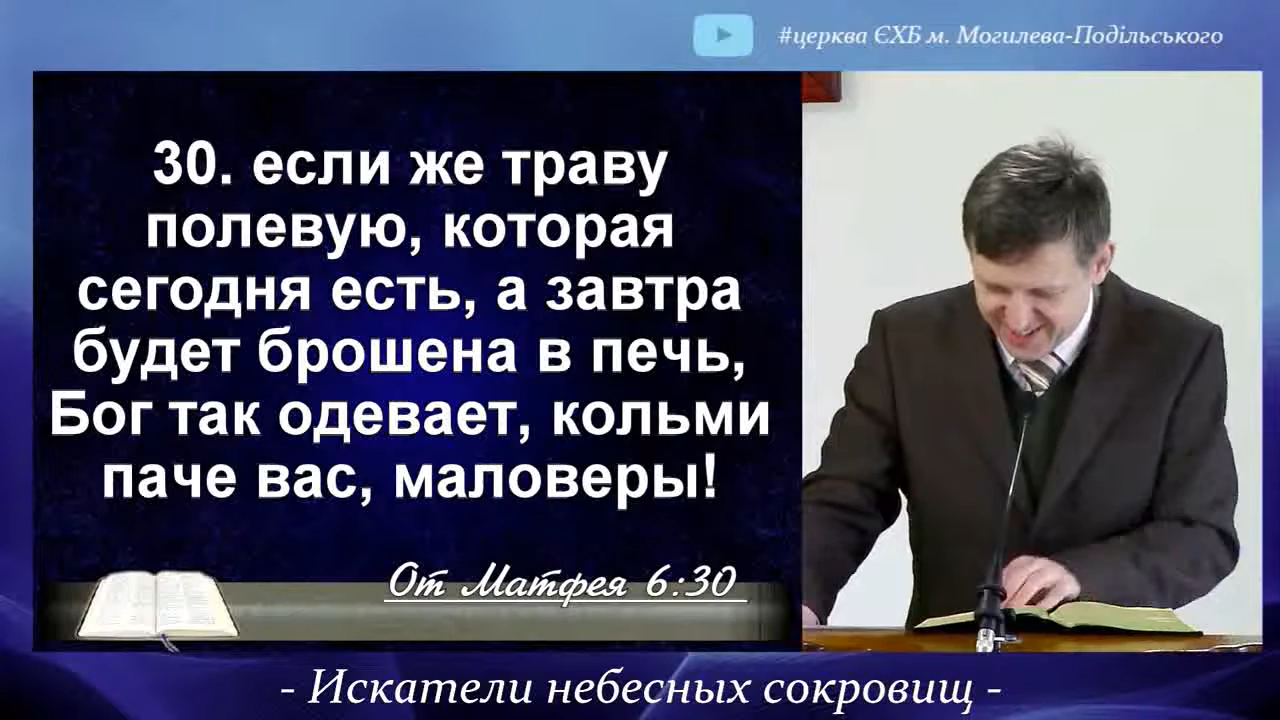 #церква ЄХБ м. Могилева-Подільського
30. если же траву
полевую, которая
сегодня есть, а завтра
будет брошена в печь,
Бог так одевает, кольми
паче вас, маловеры!
От Матфея 6:30
- Искатели небесных сокровищ -